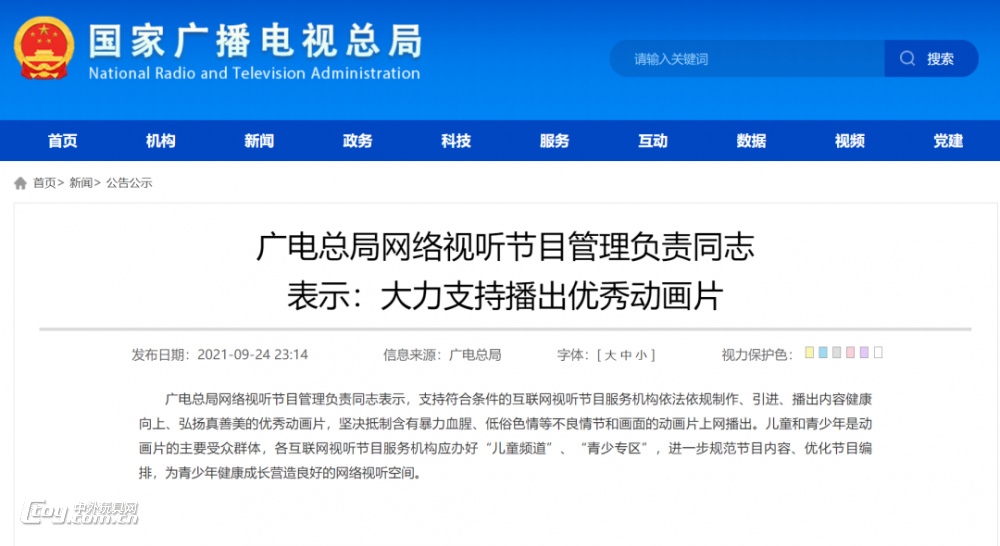 国家广播电视总局
National Radio and Television Administration
请输入关键词
搜索
首页 机构 新闻 政务 科技 服务 互动 数据 视频 党建
首页> 新闻> 公告公示
广电总局网络视听节目管理负责同志
表示：大力支持播出优秀动画片
发布日期：2021-09-24 23:14 信息来源：广电总局 字体：[ 大 中 小 ] 视力保护色：
广电总局网络视听节目管理负责同志表示，支持符合条件的互联网视听节目服务机构依法依规制作、引进、播出内容健康
向上、弘扬真善美的优秀动画片，坚决抵制含有暴力血腥、低俗色情等不良情节和画面的动画片上网播出。儿童和青少年是动
画片的主要受众群体，各互联网视听节目服务机构应办好“儿童频道”、“青少专区”，进一步规范节目内容、优化节目编
排，为青少年健康成长营造良好的网络视听空间。
Ctoy.com.cn
中外玩具网